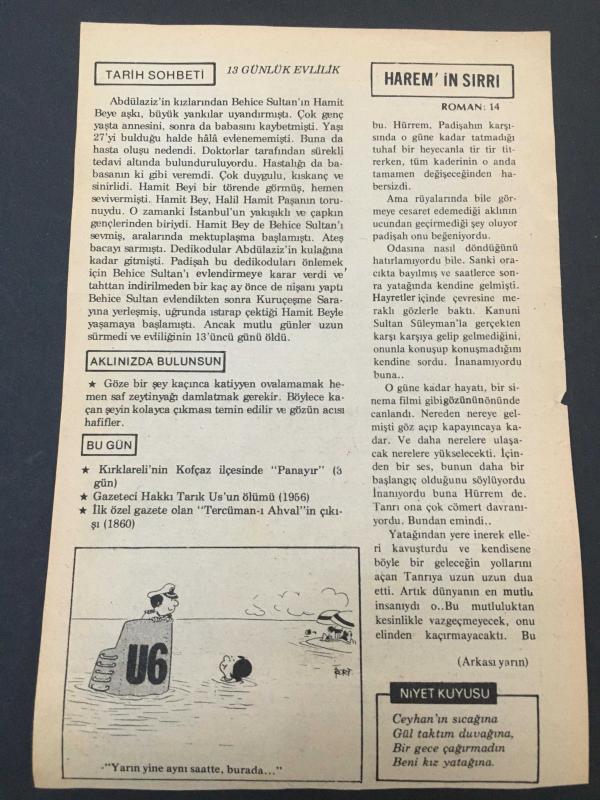 TARİH SOHBETİ
13 GÜNLÜK EVLİLİK
Abdülaziz'in kızlarından Behice Sultan'ın Hamit
Beye aşkı, büyük yankılar uyandırmıştı. Çok genç
yaşta annesini, sonra da babasını kaybetmişti. Yaşı
27'yi bulduğu halde hâlâ evlenememişti. Buna da
hasta oluşu nedendi. Doktorlar tarafından sürekli
tedavi altında bulunduruluyordu. Hastalığı da ba-
basının ki gibi veremdi. Çok duygulu, kıskanç ve
sinirlidi. Hamit Beyi bir törende görmüş, hemen
sevivermişti. Hamit Bey, Halil Hamit Paşanın toru-
nuydu. O zamanki İstanbul'un yakışıklı ve çapkın
gençlerinden biriydi. Hamit Bey de Behice Sultan'ı
sevmiş, aralarında mektuplaşma başlamıştı. Ateş
bacayı sarmıştı. Dedikodular Abdülaziz'in kulağına
kadar gitmişti. Padişah bu dedikoduları önlemek
için Behice Sultan'ı evlendirmeye karar verdi ve
tahttan indirilmeden bir kaç ay önce de nişanı yaptı
Behice Sultan evlendikten sonra Kuruçeşme Sara-
yına yerleşmiş, uğrunda ıstırap çektiği Hamit Beyle
yaşamaya başlamıştı. Ancak mutlu günler uzun
sürmedi ve evliliğinin 13'üncü günü öldü.
AKLINIZDA BULUNSUN
★ Göze bir şey kaçınca katiyyen ovalamamak he-
men saf zeytinyağı damlatmak gerekir. Böylece ka-
çan şeyin kolayca çıkması temin edilir ve gözün acısı
hafifler.
BU GÜN
★ Kırklareli'nin Kofçaz ilçesinde "Panayır" (3
gün)
★ Gazeteci Hakkı Tarık Us'un ölümü (1956)
★ İlk özel gazete olan "Tercüman-ı Ahval"in çıkı-
şı (1860)
U6
BERT
-"Yarın yine aynı saatte, burada..."
HAREM'İN SIRRI
ROMAN: 14
bu. Hürrem, Padişahın karşı-
sında o güne kadar tatmadığı
tuhaf bir heyecanla tir tir tit-
rerken, tüm kaderinin o anda
tamamen değişeceğinden ha-
bersizdi.
Ama rüyalarında bile gör-
meye cesaret edemediği aklının
ucundan geçirmediği şey oluyor
padişah onu beğeniyordu.
Odasına nasıl döndüğünü
hatırlamıyordu bile. Sanki ora-
cıkta bayılmış ve saatlerce son-
ra yatağında kendine gelmişti.
Hayretler içinde çevresine me-
raklı gözlerle baktı. Kanuni
Sultan Süleyman'la gerçekten
karşı karşıya gelip gelmediğini,
onunla konuşup konuşmadığını
kendine sordu. İnanamıyordu
buna..
O güne kadar hayatı, bir si-
nema filmi gibigözününönünde
canlandı. Nereden nereye gel-
mişti göz açıp kapayıncaya ka-
dar. Ve daha nerelere ulaşa-
cak nerelere yükselecekti. İçin-
den bir ses, bunun daha bir
başlangıç olduğunu söylüyordu
İnanıyordu buna Hürrem de.
Tanrı ona çok cömert davranı-
yordu. Bundan emindi..
Yatağından yere inerek elle-
ri kavuşturdu ve kendisene
böyle bir geleceğin yollarını
açan Tanrıya uzun uzun dua
etti. Artık dünyanın en mutlu
insanıydı o..Bu mutluluktan
kesinlikle vazgeçmeyecek, onu
elinden kaçırmayacaktı. Bu
(Arkası yarın)
NİYET KUYUSU
Ceyhan'ın sıcağına
Gül taktım duvağına,
Bir gece çağırmadın
Beni kız yatağına.